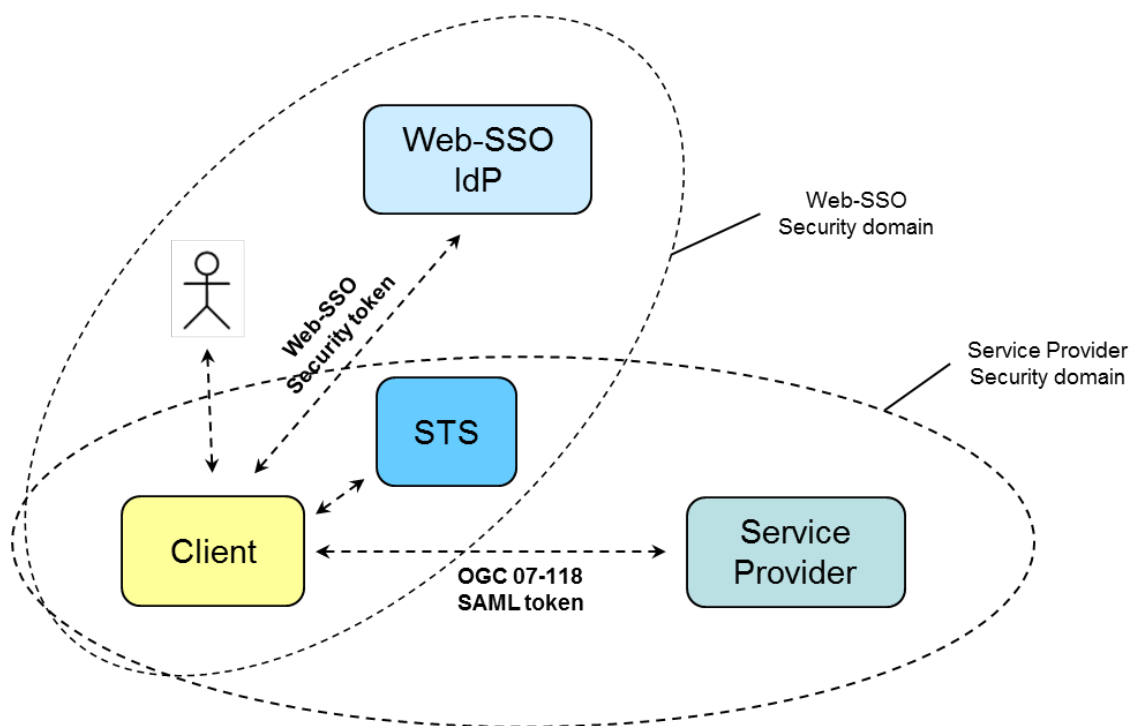 Web-SSO
IdP
Web-SSO
Security domain
Web-SSO
Security token
Service Provider
Security domain
STS
Client
Service
Provider
OGC 07-118
SAML token